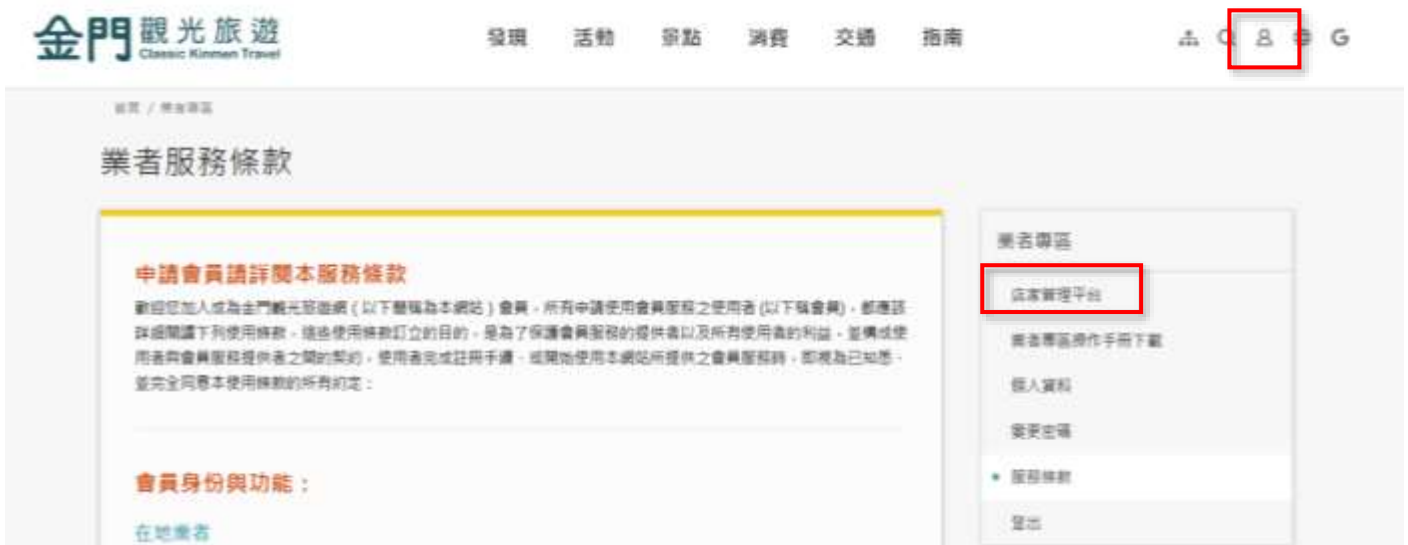 金門 觀光旅遊
Classic Kinmen Travel
發現 活動 景點 消費 交通 指南
首頁 / 業者專區
業者服務條款
申請會員請詳閱本服務條款
歡迎您加入成為金門觀光旅遊網（以下簡稱為本網站）會員，所有申請使用會員服務之使用者 (以下稱會員)，都應該
詳細閱讀下列使用條款，這些使用條款訂立的目的，是為了保護會員服務的提供者以及所有使用者的利益，並構成使
用者與會員服務提供者之間的契約，使用者完成註冊手續、或開始使用本網站所提供之會員服務時，即視為已知悉、
並完全同意本使用條款的所有約定：
會員身份與功能：
在地業者
業者專區
店家管理平台
業者專區操作手冊下載
個人資料
變更密碼
服務條款
登出